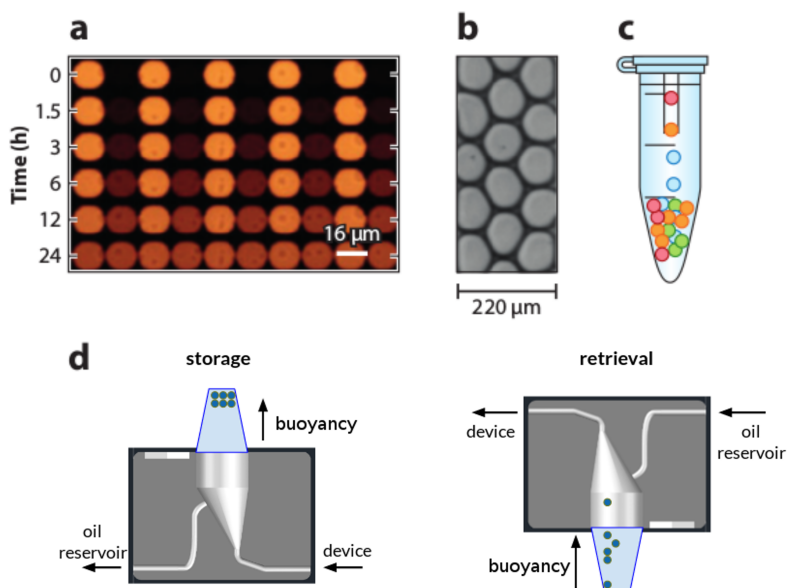 a
b
c
Time (h)
0
1.5
3
6
12
24
16 μm
220 μm
d
storage
retrieval
buoyancy
oil
reservoir
device
device
oil
reservoir
buoyancy